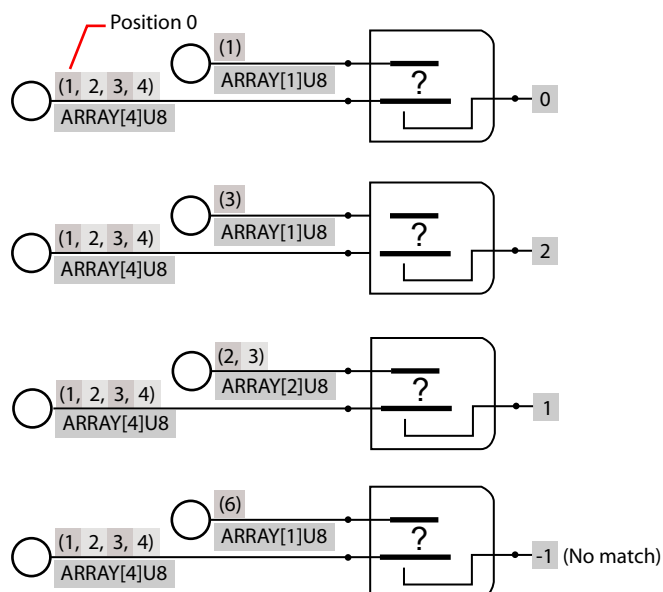 Position 0
(1)
(1, 2, 3, 4)
ARRAY[1]U8
?
0
ARRAY[4]U8
(3)
ARRAY[1]U8
(1, 2, 3, 4)
?
2
ARRAY[4]U8
(2, 3)
ARRAY[2]U8
(1, 2, 3, 4)
?
1
ARRAY[4]U8
(6)
ARRAY[1]U8
(1, 2, 3, 4)
?
-1 (No match)
ARRAY[4]U8